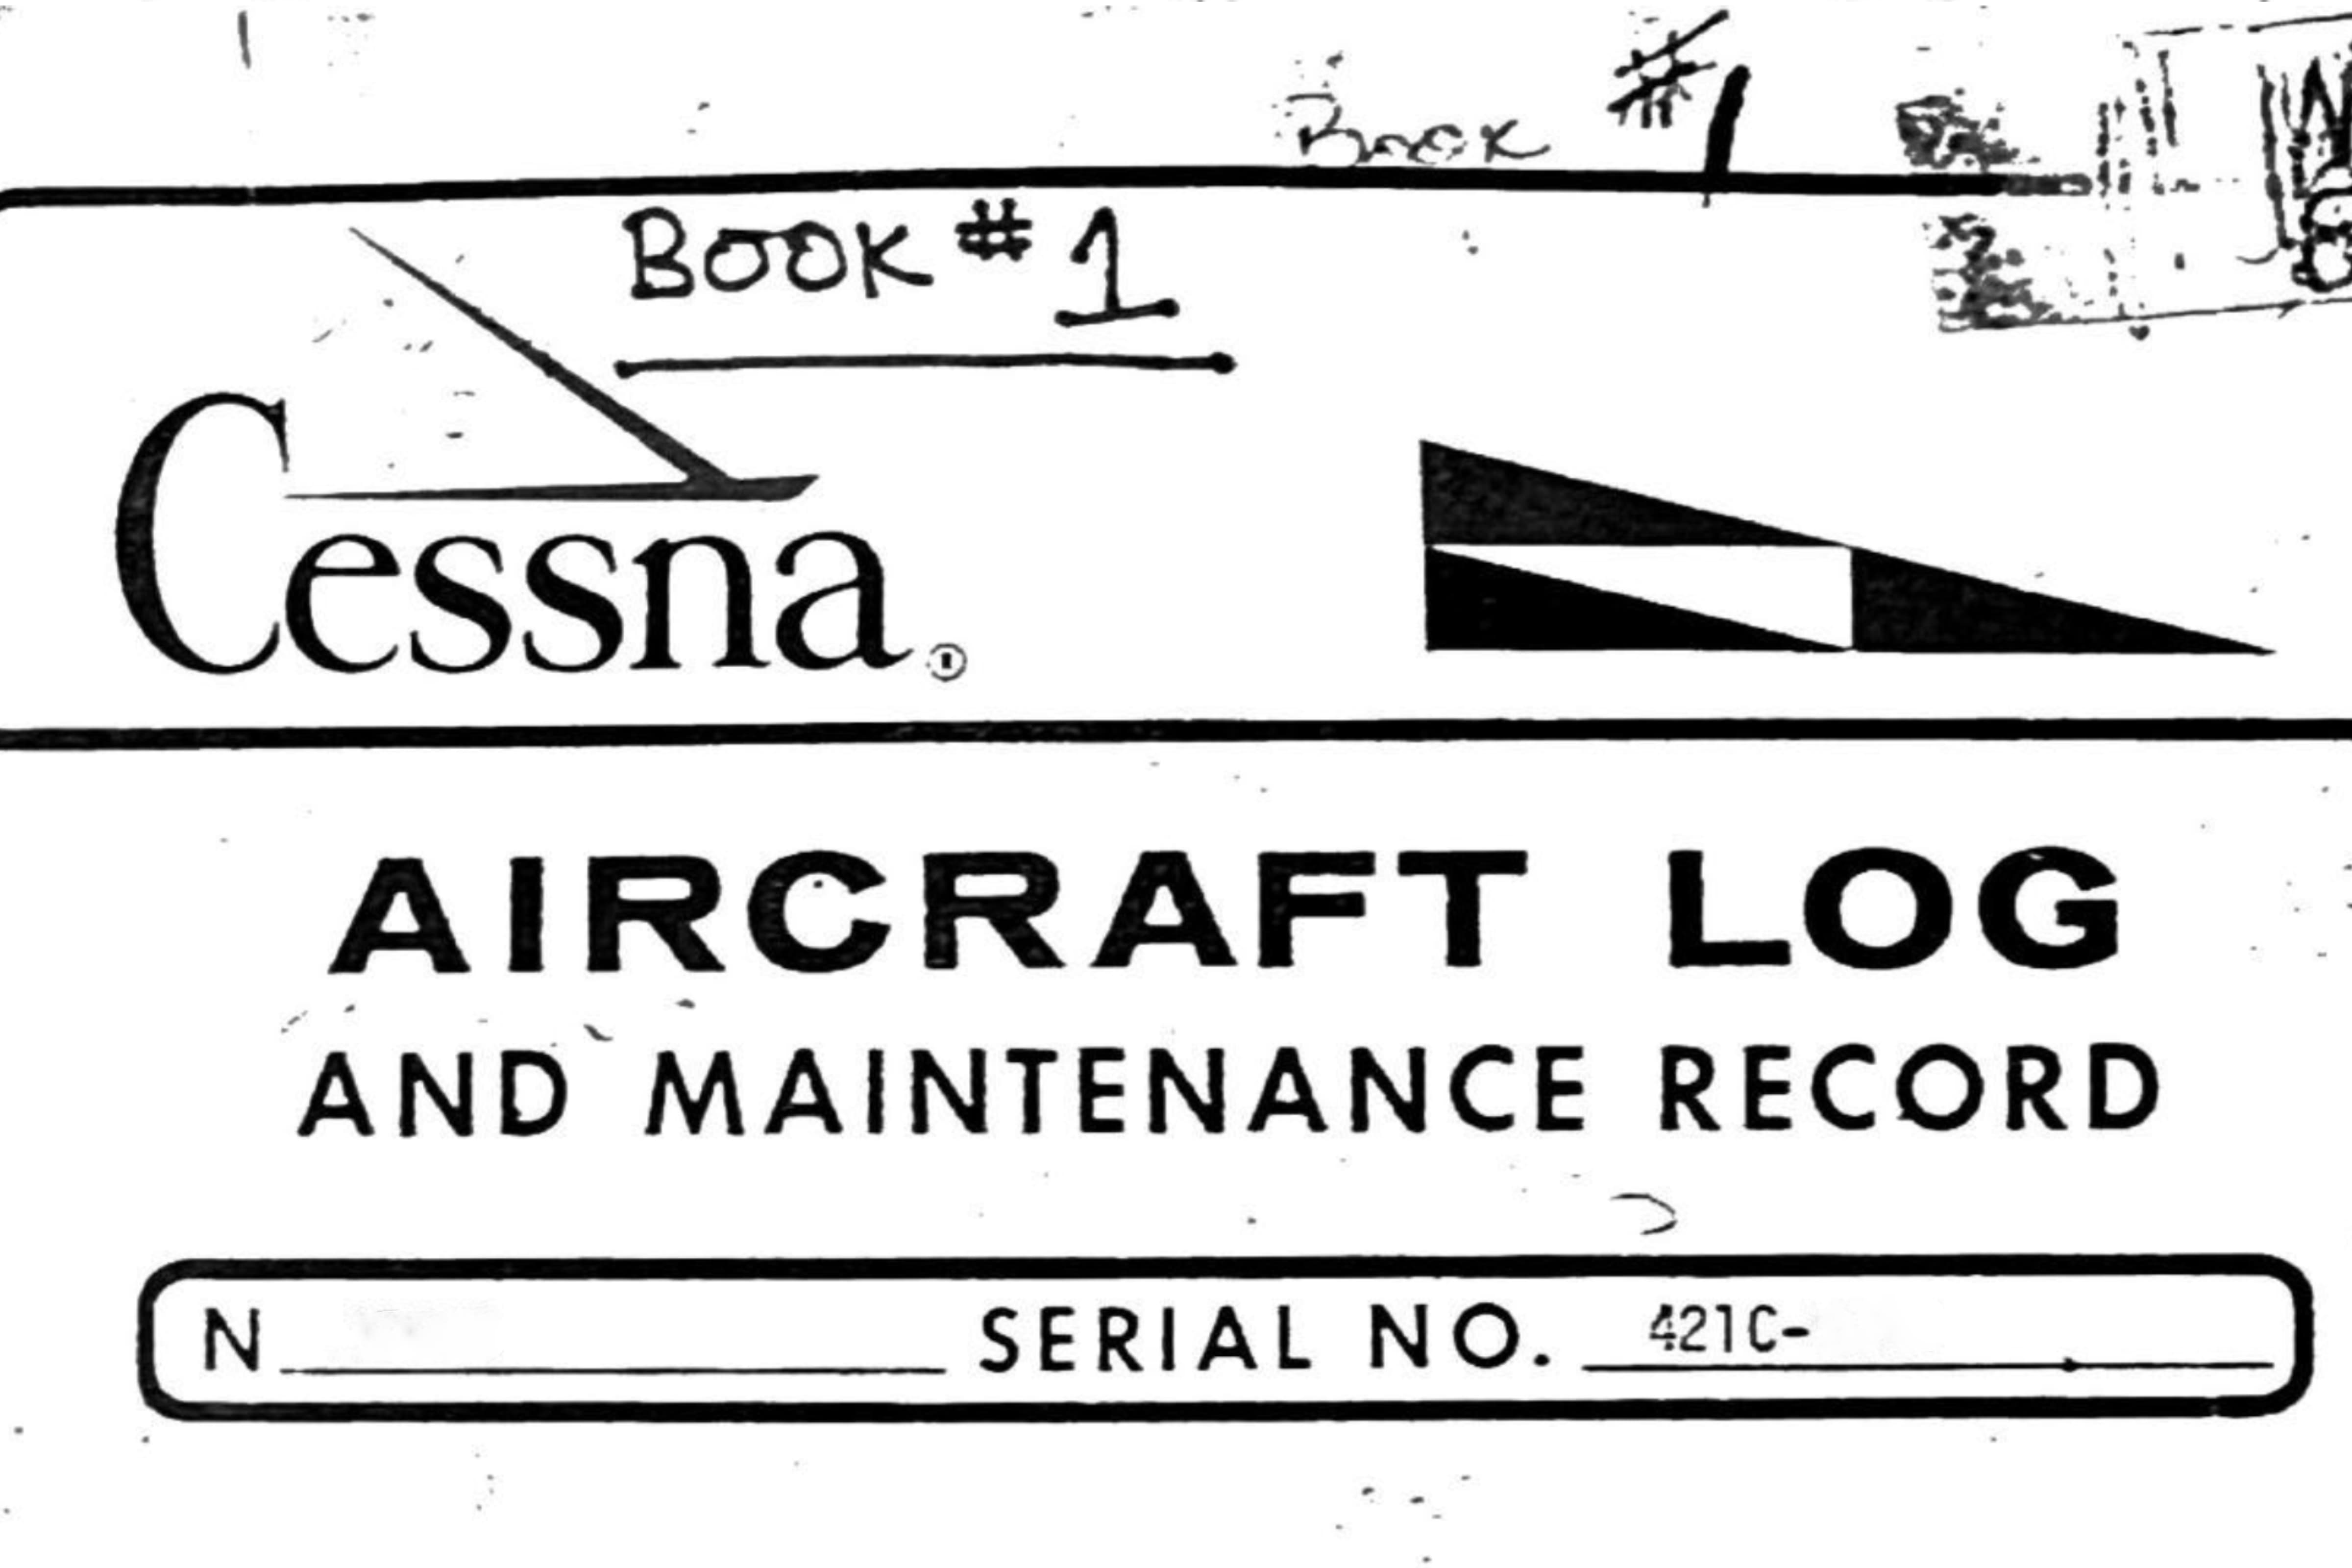 Book #1
BOOK #1
Cessna®
AIRCRAFT LOG
AND MAINTENANCE RECORD
N SERIAL NO. 421C-